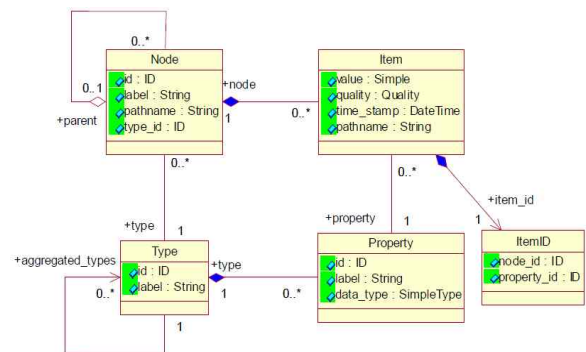 0..*
Node
id : ID
label : String
pathname : String
type_id : ID
0..1
+parent
+node
1
0..*
Item
value : Simple
quality : Quality
time_stamp : DateTime
pathname : String
0..*
0..*
+item_id
1
+type
1
+property
1
ItemID
node_id : ID
property_id : ID
+aggregated_types
0..*
Type
id : ID
label : String
+type
1
0..*
Property
id : ID
label : String
data_type : SimpleType
1